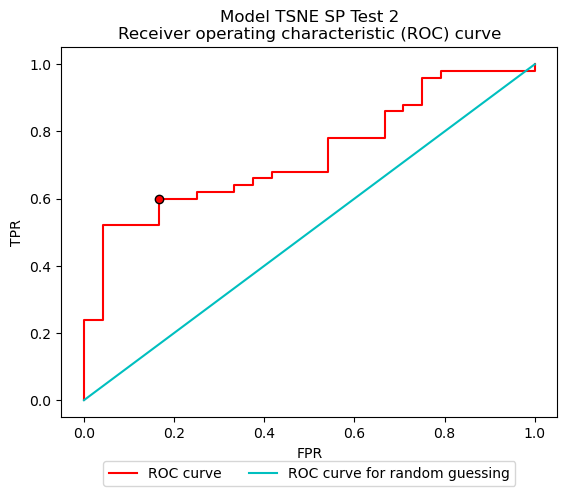 Model TSNE SP Test 2
Receiver operating characteristic (ROC) curve
1.0
0.8
0.6
0.4
0.2
0.0
TPR
0.0 0.2 0.4 0.6 0.8 1.0
FPR
ROC curve ROC curve for random guessing